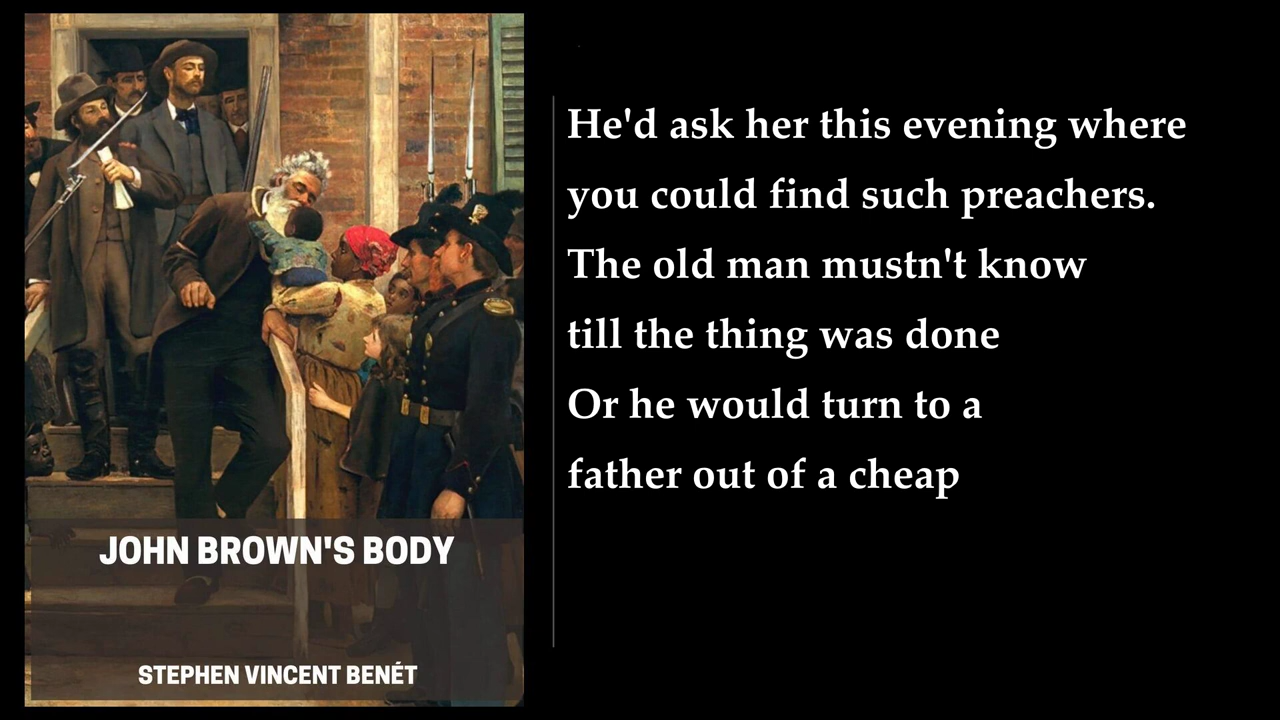 He'd ask her this evening where
you could find such preachers.
The old man mustn't know
till the thing was done
Or he would turn to a
father out of a cheap
JOHN BROWN'S BODY
STEPHEN VINCENT BENÉT